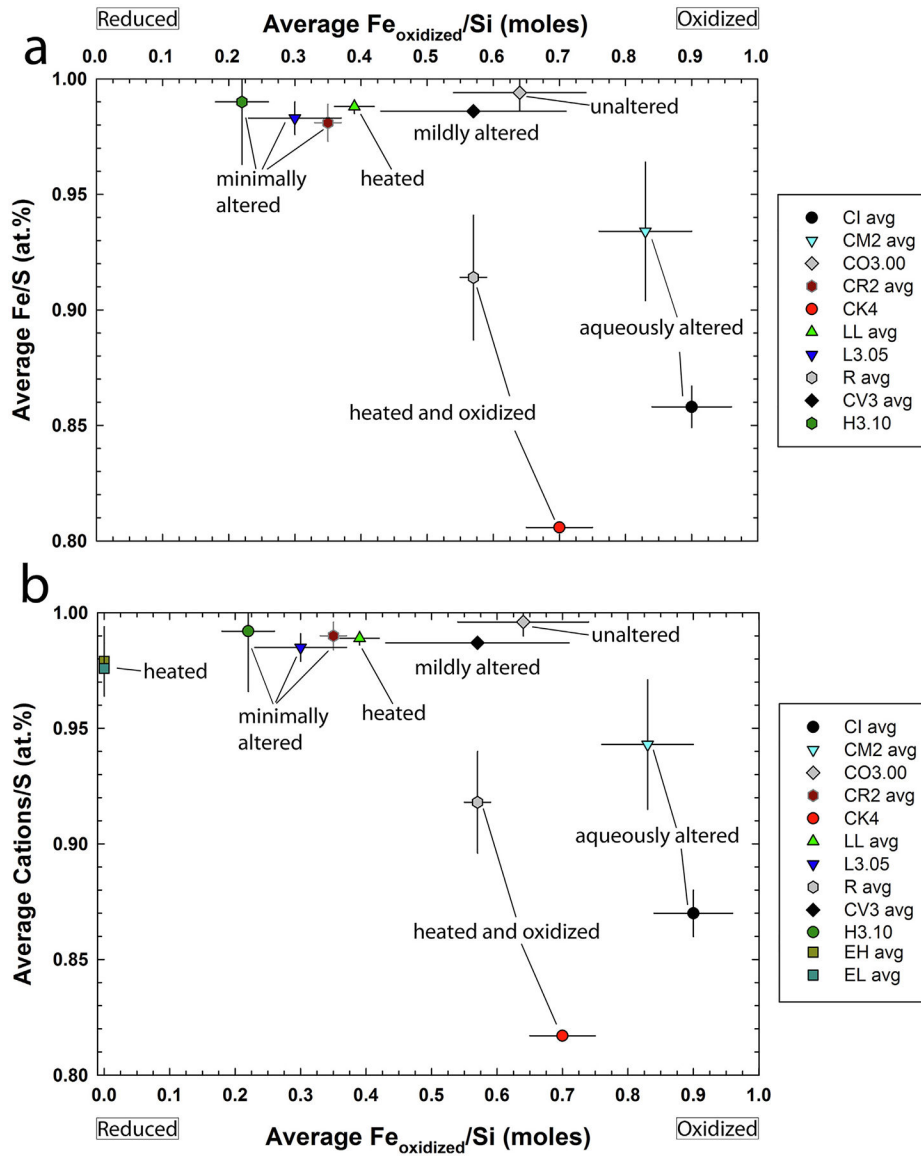 Reduced
Average Feoxidized/Si (moles)
Oxidized
a
0.0 0.1 0.2 0.3 0.4 0.5 0.6 0.7 0.8 0.9 1.0
1.00
0.95
0.90
0.85
0.80
Average Fe/S (at.%)
unaltered
mildly altered
minimally
altered
heated
aqueously altered
heated and oxidized
CI avg
CM2 avg
CO3.00
CR2 avg
CK4
LL avg
L3.05
R avg
CV3 avg
H3.10
b
1.00
0.95
0.90
0.85
0.80
Average Cations/S (at.%)
unaltered
mildly altered
heated
minimally
altered
heated
aqueously altered
heated and oxidized
CI avg
CM2 avg
CO3.00
CR2 avg
CK4
LL avg
L3.05
R avg
CV3 avg
H3.10
EH avg
EL avg
0.0 0.1 0.2 0.3 0.4 0.5 0.6 0.7 0.8 0.9 1.0
Reduced
Average Feoxidized/Si (moles)
Oxidized